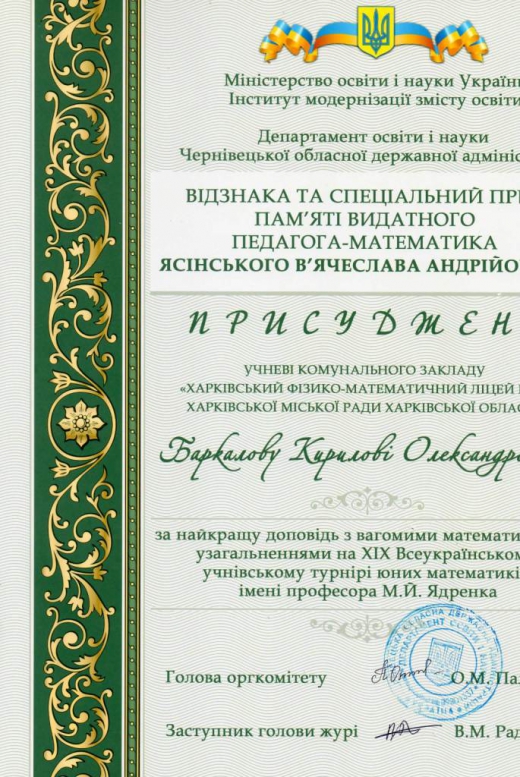 Міністерство освіти і науки Україн
Інститут модернізації змісту освіти
Департамент освіти і науки
Чернівецької обласної державної адмініс
ВІДЗНАКА ТА СПЕЦІАЛЬНИЙ ПР
ПАМ'ЯТІ ВИДАТНОГО
ПЕДАГОГА-МАТЕМАТИКА
ЯСІНСЬКОГО В'ЯЧЕСЛАВА АНДРІЙО
ПРИСУДЖЕН
УЧНЕВІ КОМУНАЛЬНОГО ЗАКЛАДУ
«ХАРКІВСЬКИЙ ФІЗИКО-МАТЕМАТИЧНИЙ ЛІЦЕЙ
ХАРКІВСЬКОЇ МІСЬКОЇ РАДИ ХАРКІВСЬКОЇ ОБЛАС
Баркалову Кирилові Олександро
за найкращу доповідь з вагомими математи
узагальненнями на XIX Всеукраїнсько
учнівському турнірі юних математикі
імені професора М.Й. Ядренка
Голова оргкомітету О.М. Пал
Заступник голови журі В.М. Рад